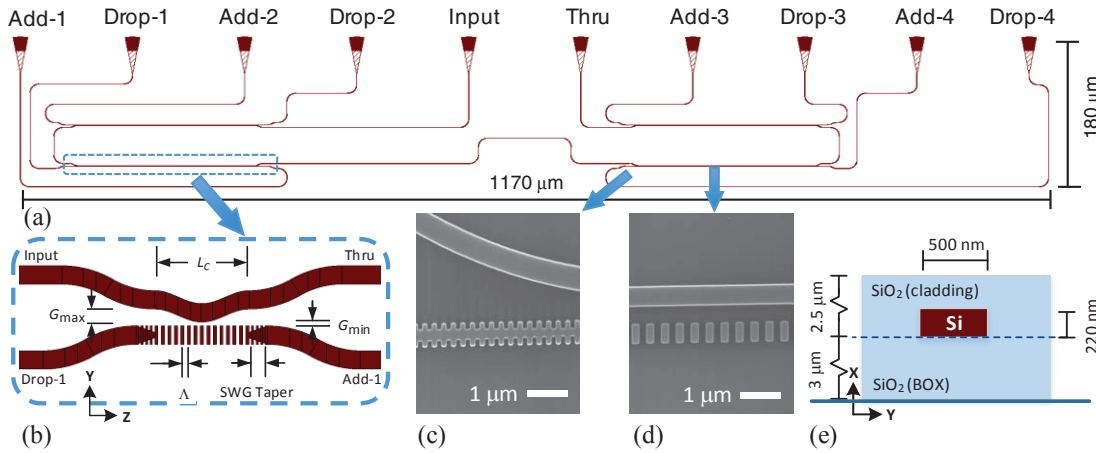 Add-1 Drop-1 Add-2 Drop-2 Input Thru Add-3 Drop-3 Add-4 Drop-4
180 μm
1170 μm
(a)
Input Thru
L_C
G_max
G_min
Drop-1 Add-1
Λ SWG Taper
Y
Z
(b)
1 μm
(c)
1 μm
(d)
500 nm
SiO₂ (cladding)
2.5 μm
Si
220 nm
3 μm
X
SiO₂ (BOX)
Y
(e)